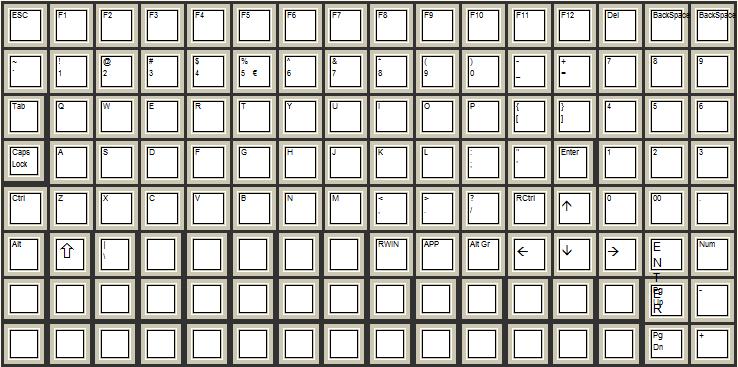 ESC F1 F2 F3 F4 F5 F6 F7 F8 F9 F10 F11 F12 Del BackSpace BackSpace
~ ! @ # $ % ^ & * ( ) - + 7 8 9
` 1 2 3 4 5 € 6 7 8 9 0 _ =
Tab Q W E R T Y U I O P { } 4 5 6
[ ]
Caps A S D F G H J K L : " Enter 1 2 3
Lock ; '
Ctrl Z X C V B N M < > ? RCtrl ↑ 0 00 .
, . /
Alt ⇧ | RWIN APP Alt Gr ← ↓ → E Num
\ N
T
Pg E -
Up R
Pg +
Dn